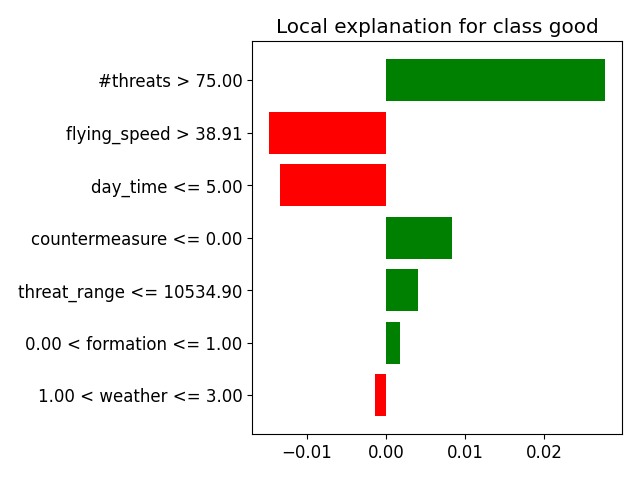 Local explanation for class good
#threats > 75.00
flying_speed > 38.91
day_time <= 5.00
countermeasure <= 0.00
threat_range <= 10534.90
0.00 < formation <= 1.00
1.00 < weather <= 3.00
−0.01 0.00 0.01 0.02